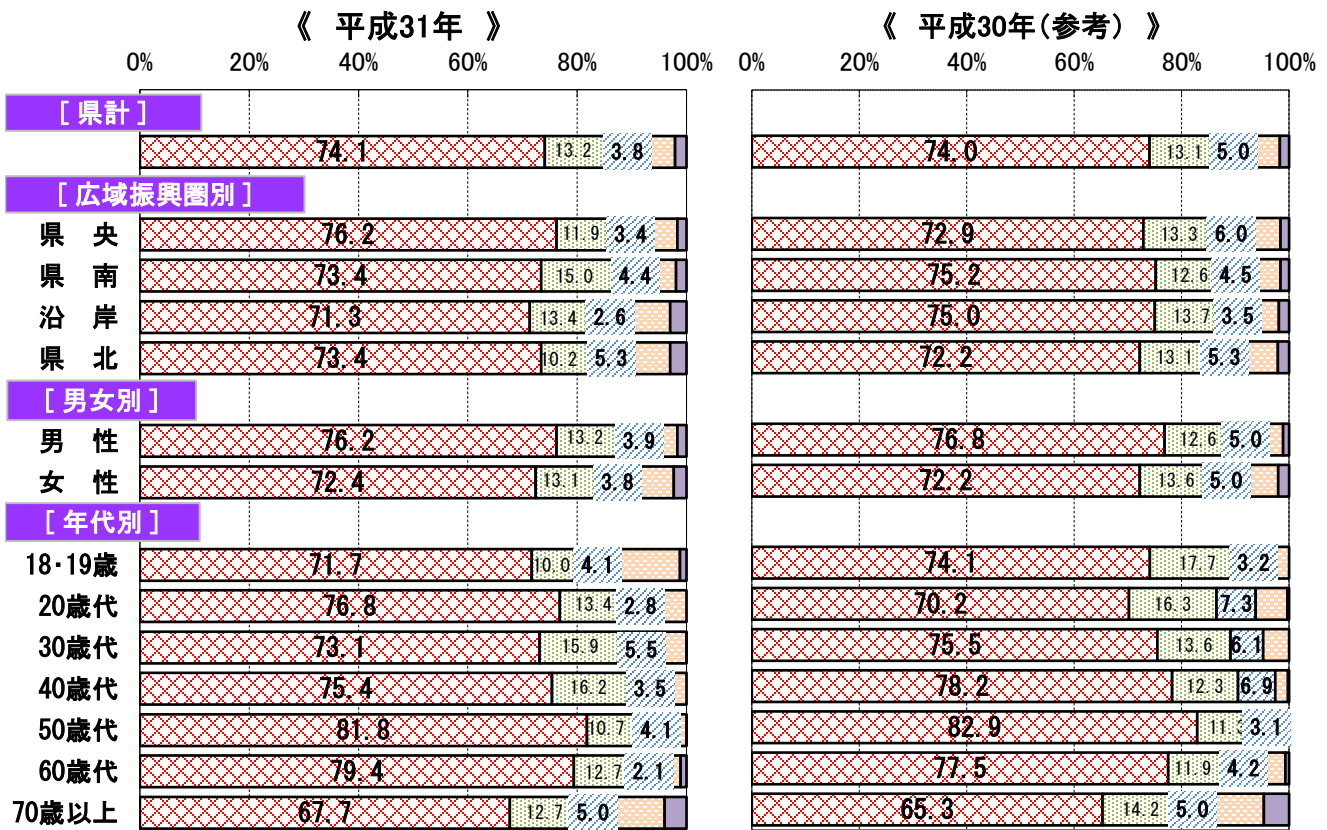 《 平成31年 》 《 平成30年(参考) 》
0% 20% 40% 60% 80% 100% 0% 20% 40% 60% 80% 100%
[ 県計 ]
74.1 13.2 3.8 74.0 13.1 5.0
[ 広域振興圏別 ]
県 央 76.2 11.9 3.4 72.9 13.3 6.0
県 南 73.4 15.0 4.4 75.2 12.6 4.5
沿 岸 71.3 13.4 2.6 75.0 13.7 3.5
県 北 73.4 10.2 5.3 72.2 13.1 5.3
[ 男女別 ]
男 性 76.2 13.2 3.9 76.8 12.6 5.0
女 性 72.4 13.1 3.8 72.2 13.6 5.0
[ 年代別 ]
18・19歳 71.7 10.0 4.1 74.1 17.7 3.2
20歳代 76.8 13.4 2.8 70.2 16.3 7.3
30歳代 73.1 15.9 5.5 75.5 13.6 6.1
40歳代 75.4 16.2 3.5 78.2 12.3 6.9
50歳代 81.8 10.7 4.1 82.9 3.1
60歳代 79.4 12.7 2.1 77.5 11.9 4.2
70歳以上 67.7 12.7 5.0 65.3 14.2 5.0